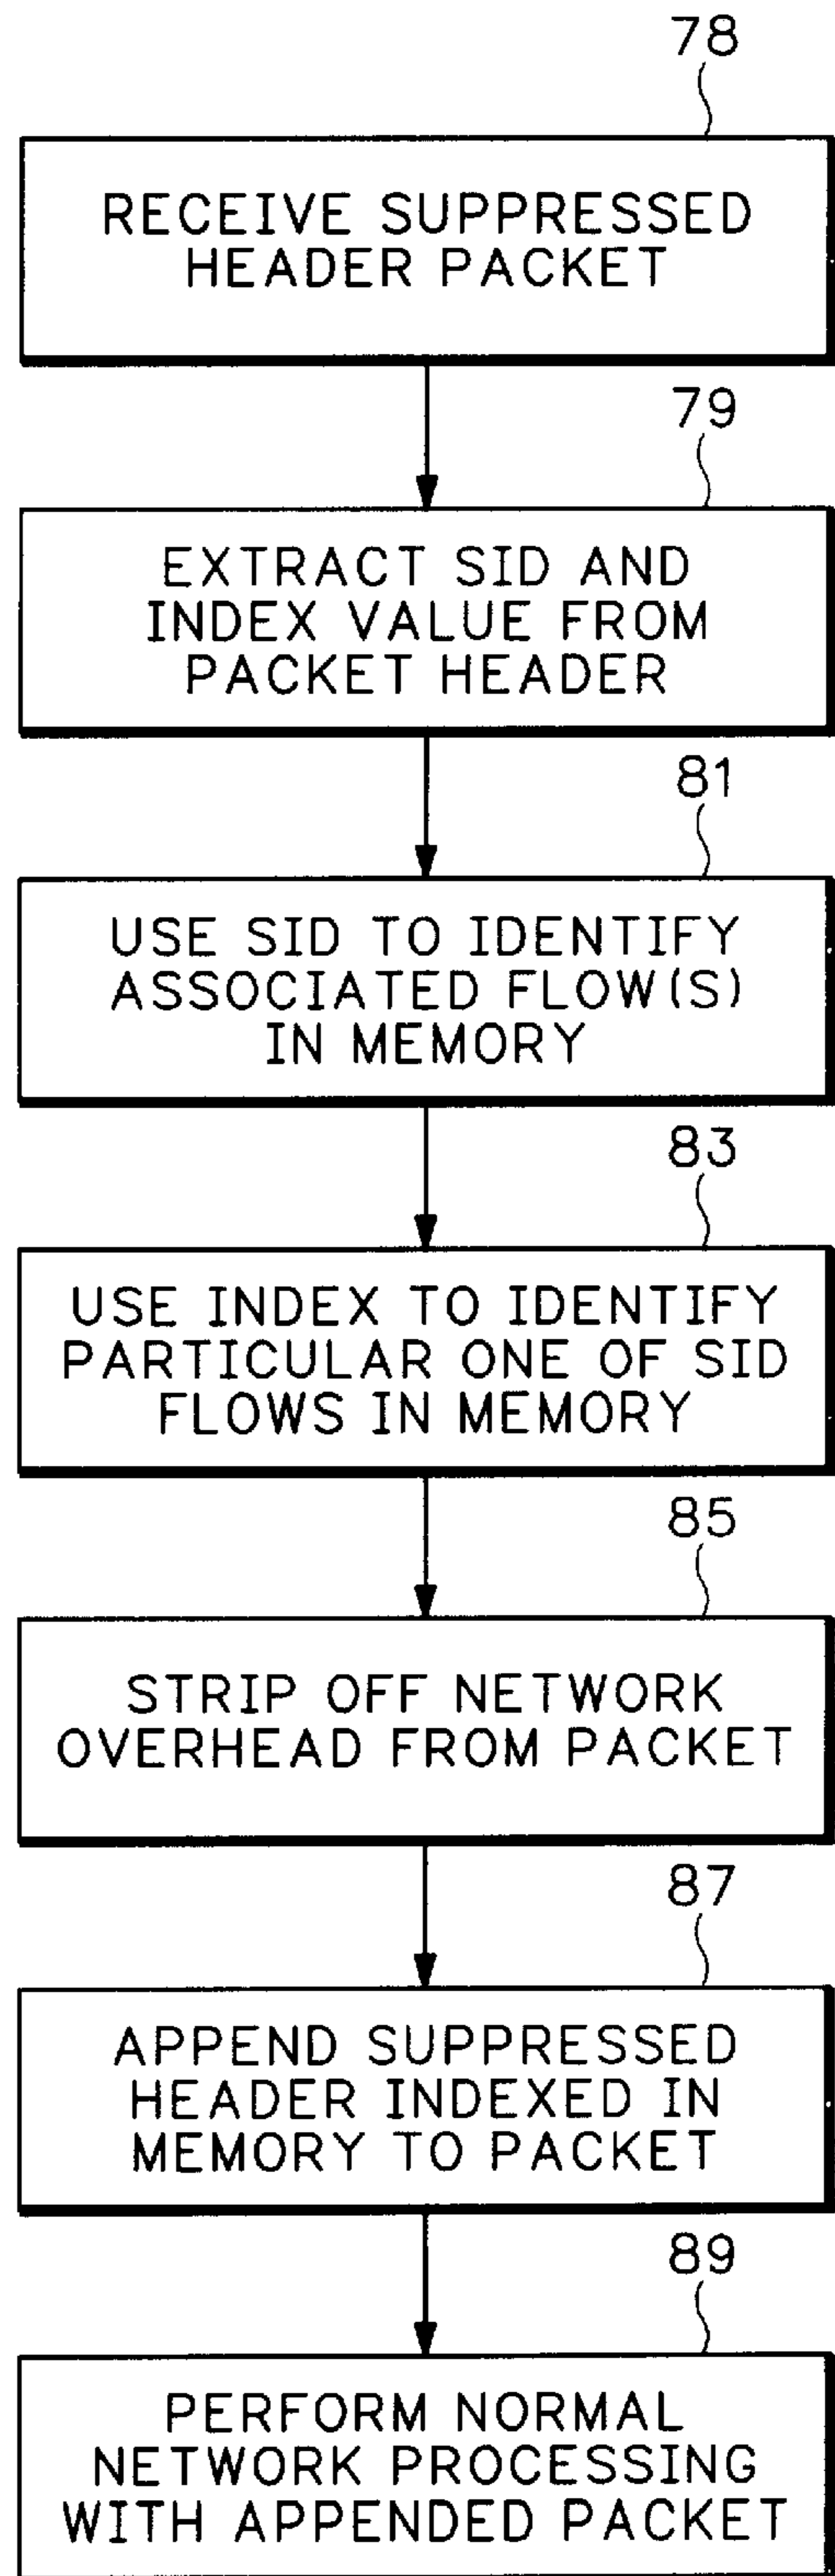 78
RECEIVE SUPPRESSED
HEADER PACKET
79
EXTRACT SID AND
INDEX VALUE FROM
PACKET HEADER
81
USE SID TO IDENTIFY
ASSOCIATED FLOW(S)
IN MEMORY
83
USE INDEX TO IDENTIFY
PARTICULAR ONE OF SID
FLOWS IN MEMORY
85
STRIP OFF NETWORK
OVERHEAD FROM PACKET
87
APPEND SUPPRESSED
HEADER INDEXED IN
MEMORY TO PACKET
89
PERFORM NORMAL
NETWORK PROCESSING
WITH APPENDED PACKET